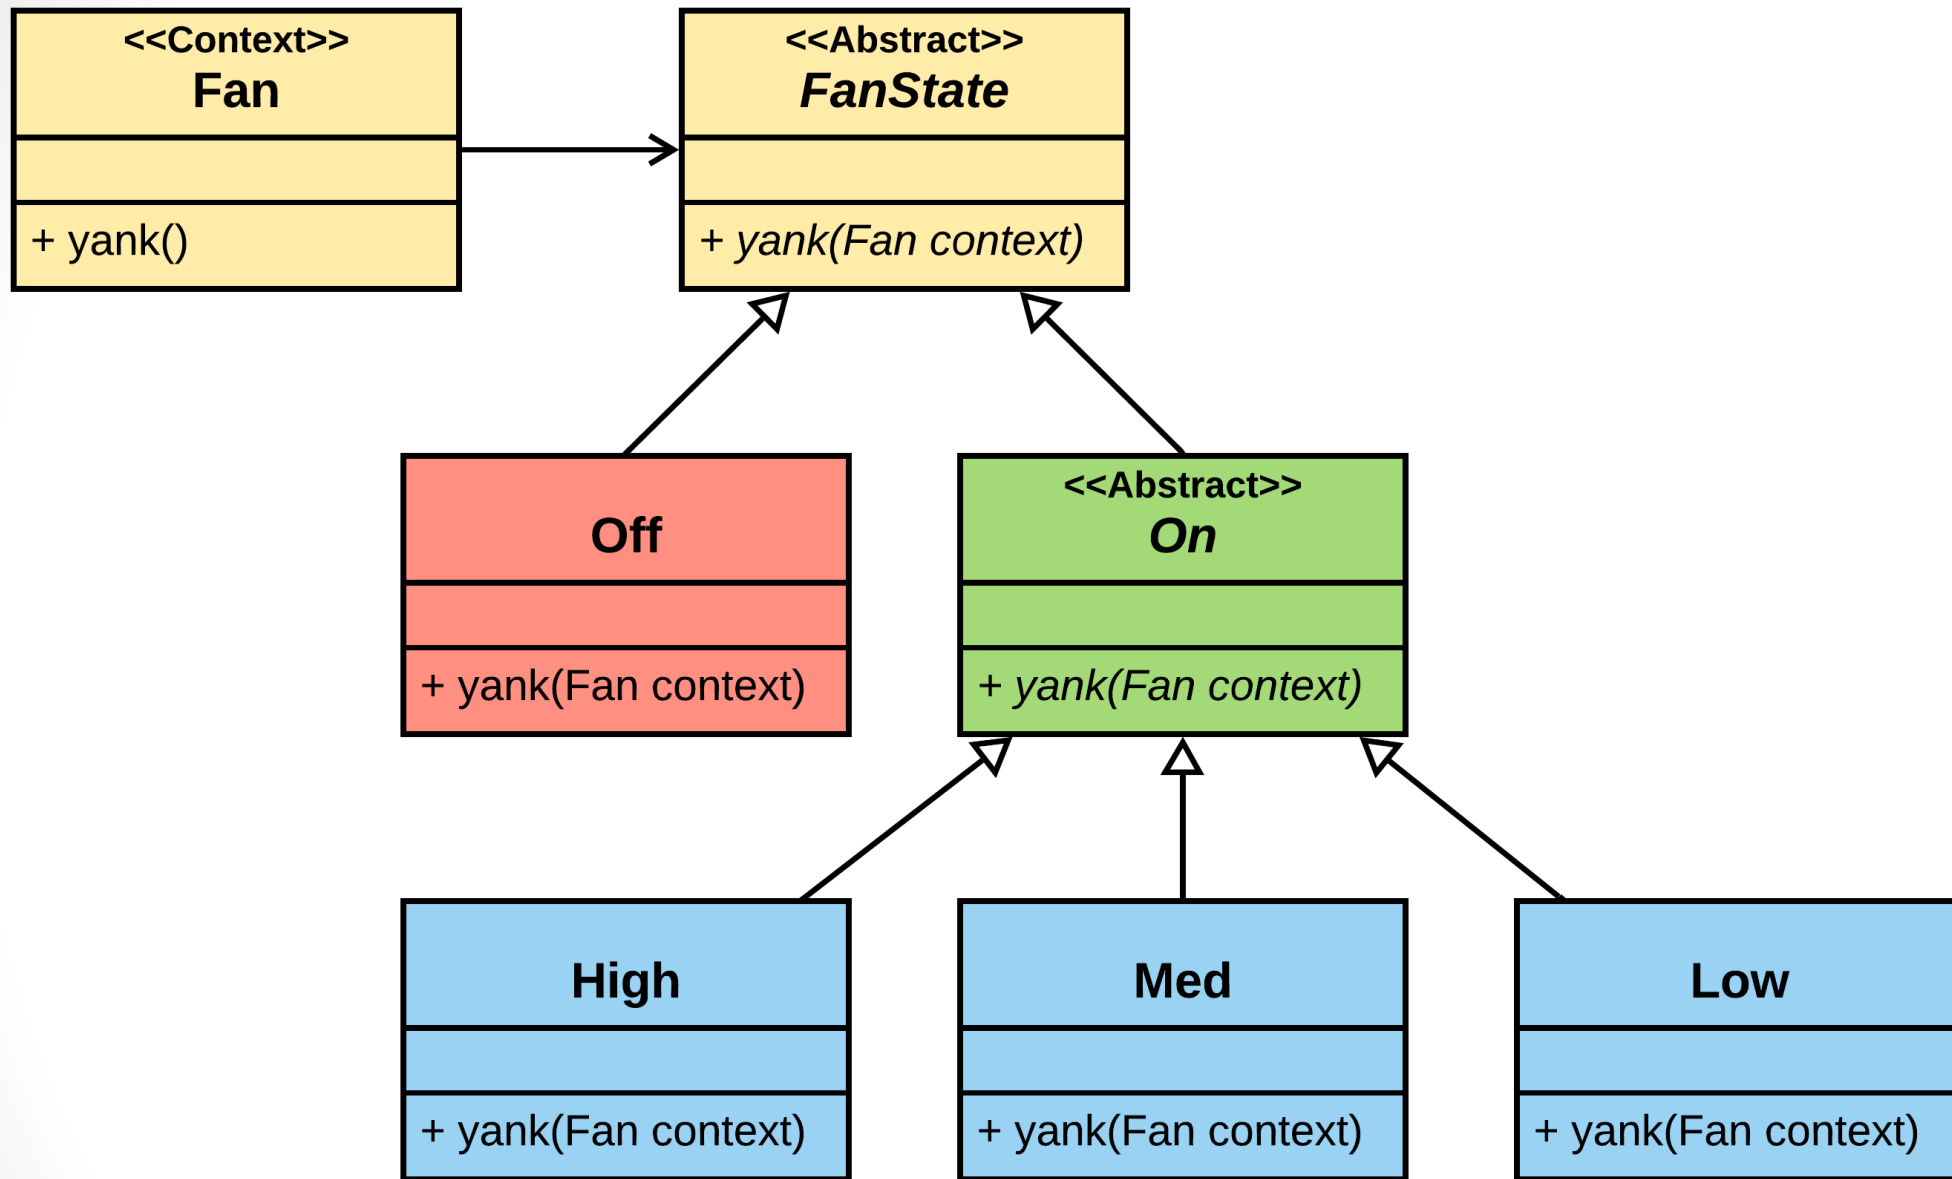 <<Context>>
Fan
+ yank()
<<Abstract>>
FanState
+ yank(Fan context)
Off
+ yank(Fan context)
<<Abstract>>
On
+ yank(Fan context)
High
+ yank(Fan context)
Med
+ yank(Fan context)
Low
+ yank(Fan context)